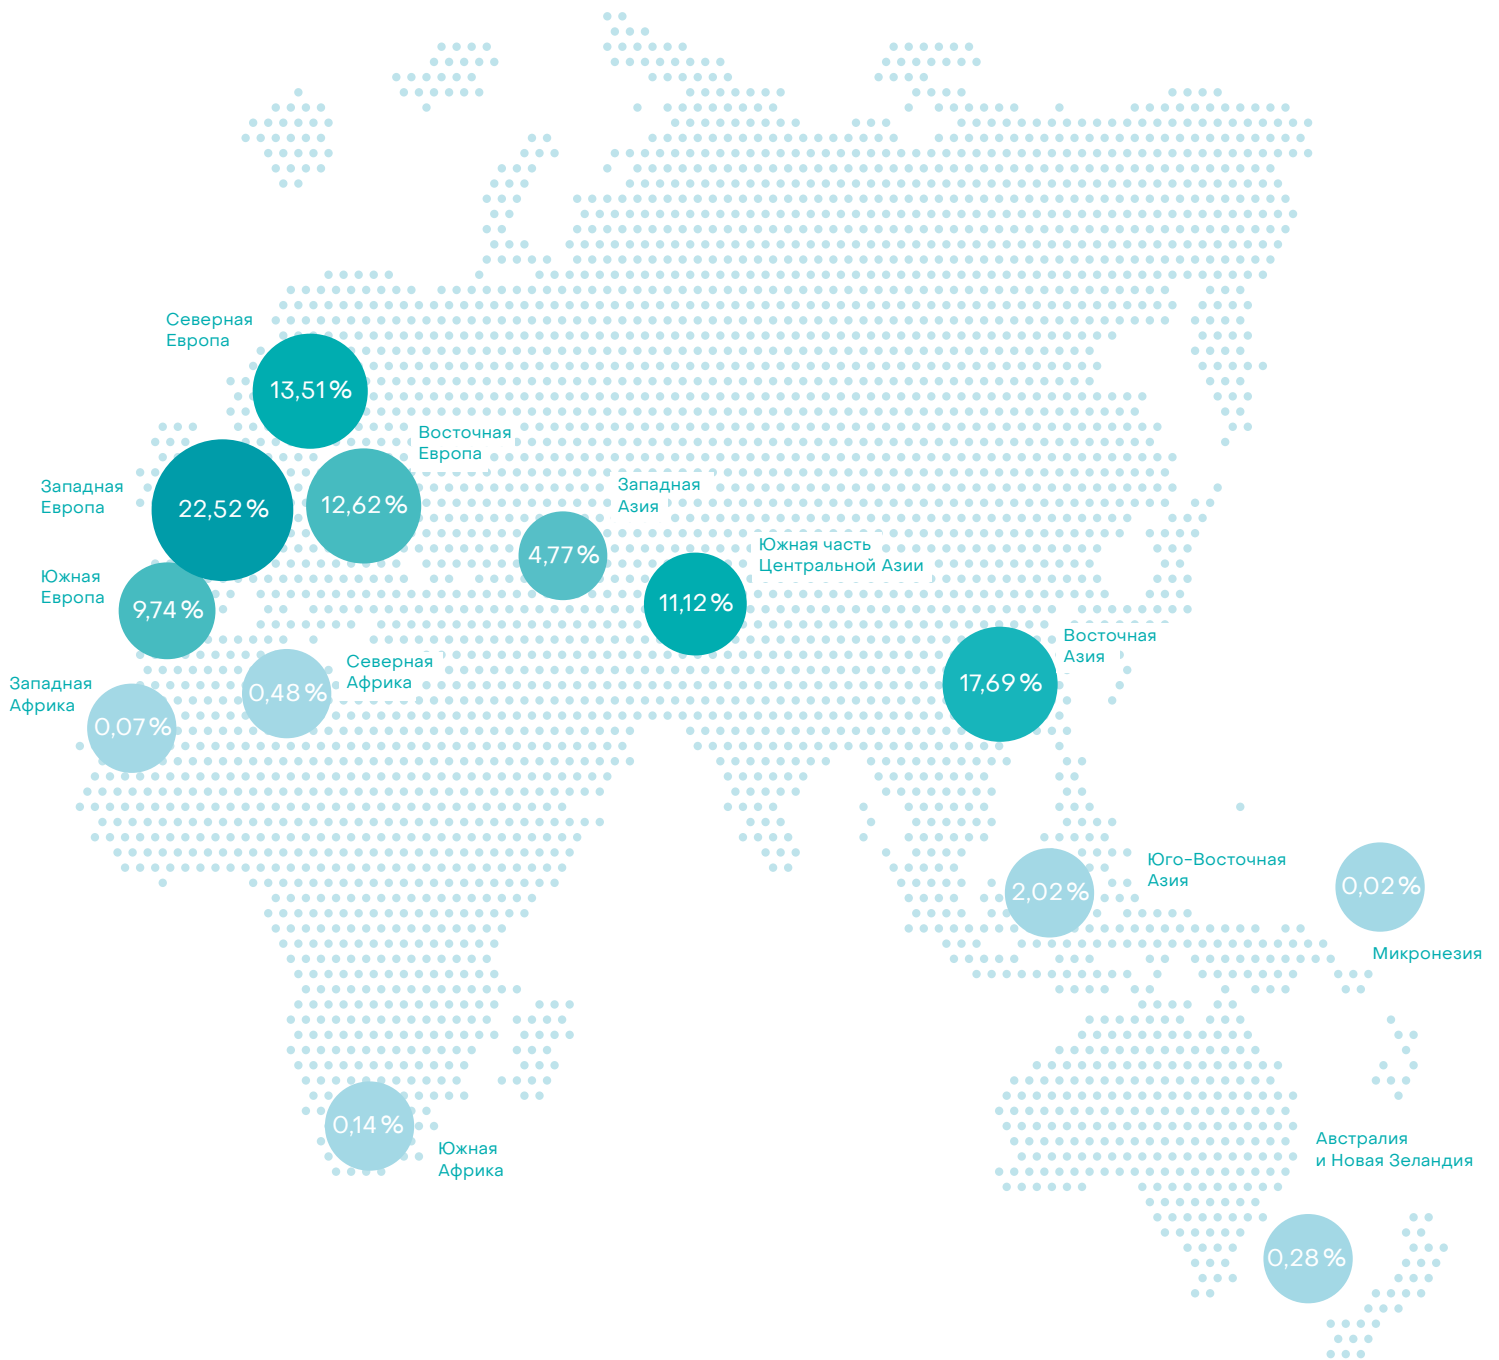 Северная
Европа
13,51 %
Восточная
Европа
12,62 %
Западная
Европа
22,52 %
Западная
Азия
4,77 %
Южная часть
Центральной Азии
11,12 %
Южная
Европа
9,74 %
Восточная
Азия
17,69 %
Северная
Африка
0,48 %
Западная
Африка
0,07 %
Юго-Восточная
Азия
2,02 %
0,02 %
Микронезия
0,14 %
Южная
Африка
Австралия
и Новая Зеландия
0,28 %